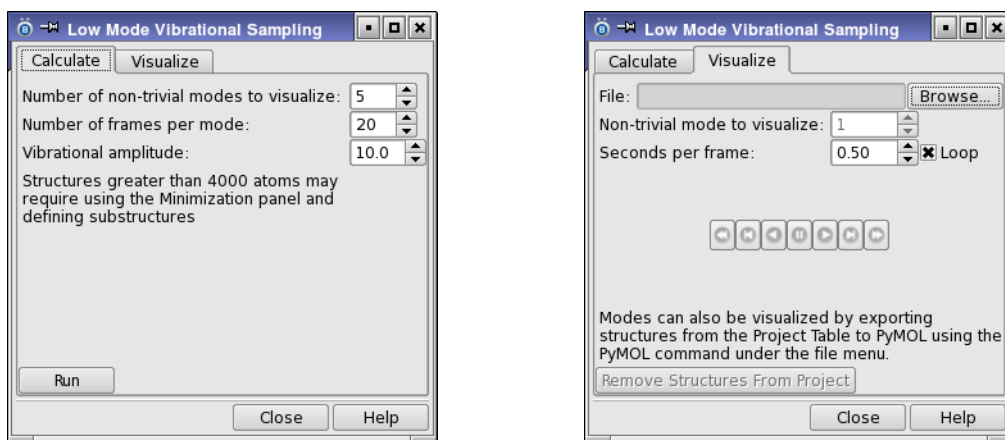 Low Mode Vibrational Sampling
Calculate Visualize
Number of non-trivial modes to visualize: 5
Number of frames per mode: 20
Vibrational amplitude: 10.0
Structures greater than 4000 atoms may
require using the Minimization panel and
defining substructures
Run
Close Help
Low Mode Vibrational Sampling
Calculate Visualize
File: Browse...
Non-trivial mode to visualize: 1
Seconds per frame: 0.50 Loop
Modes can also be visualized by exporting
structures from the Project Table to PyMOL using the
PyMOL command under the file menu.
Remove Structures From Project
Close Help